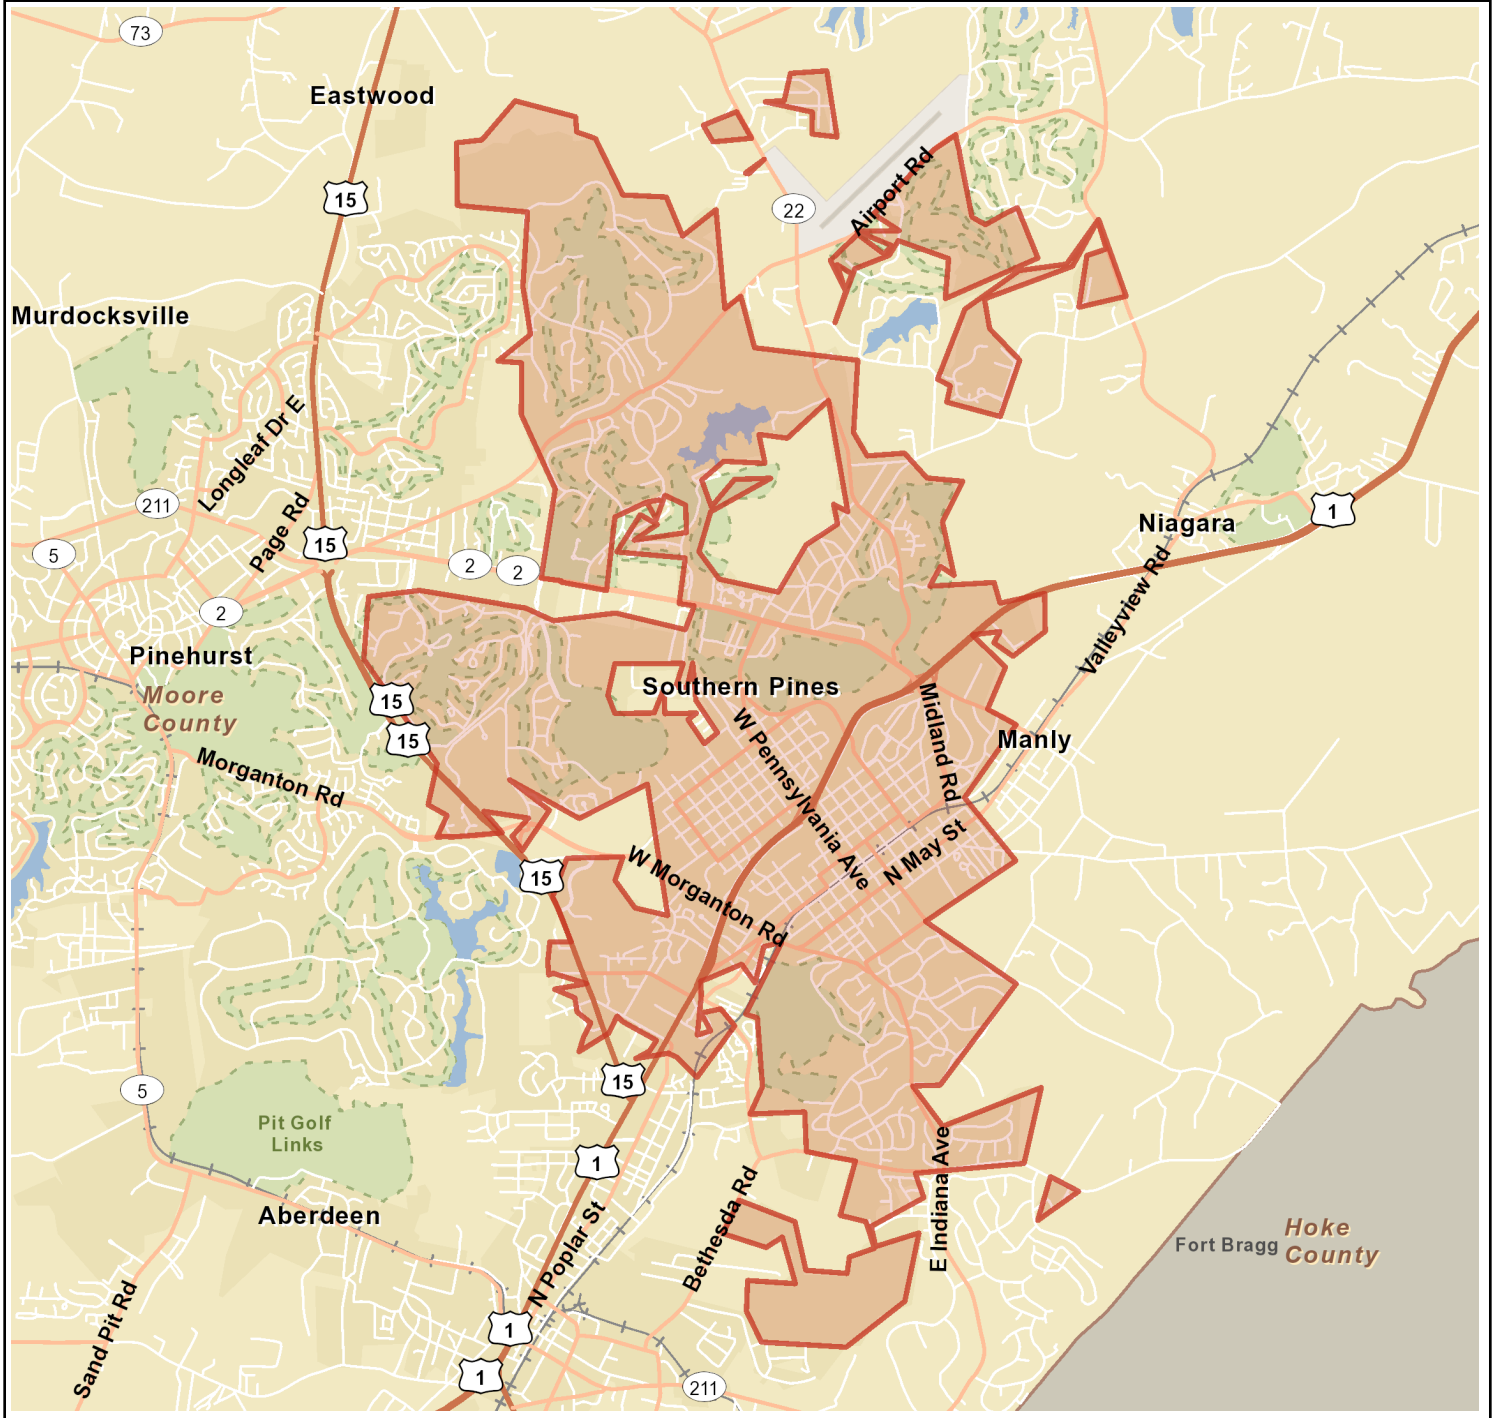 73
Eastwood
15
22
Airport Rd
Murdocksville
Longleaf Dr E
211
Page Rd
15
5
2
2
2
1
Niagara
Valleyview Rd
Pinehurst
Moore
County
15
15
Southern Pines
Midland Rd
Manly
W Pennsylvania Ave
Morganton Rd
N May St
W Morganton Rd
15
5
15
Pit Golf
Links
1
E Indiana Ave
Aberdeen
Bethesda Rd
N Poplar St
Fort Bragg
Hoke
County
Sand Pit Rd
1
1
211